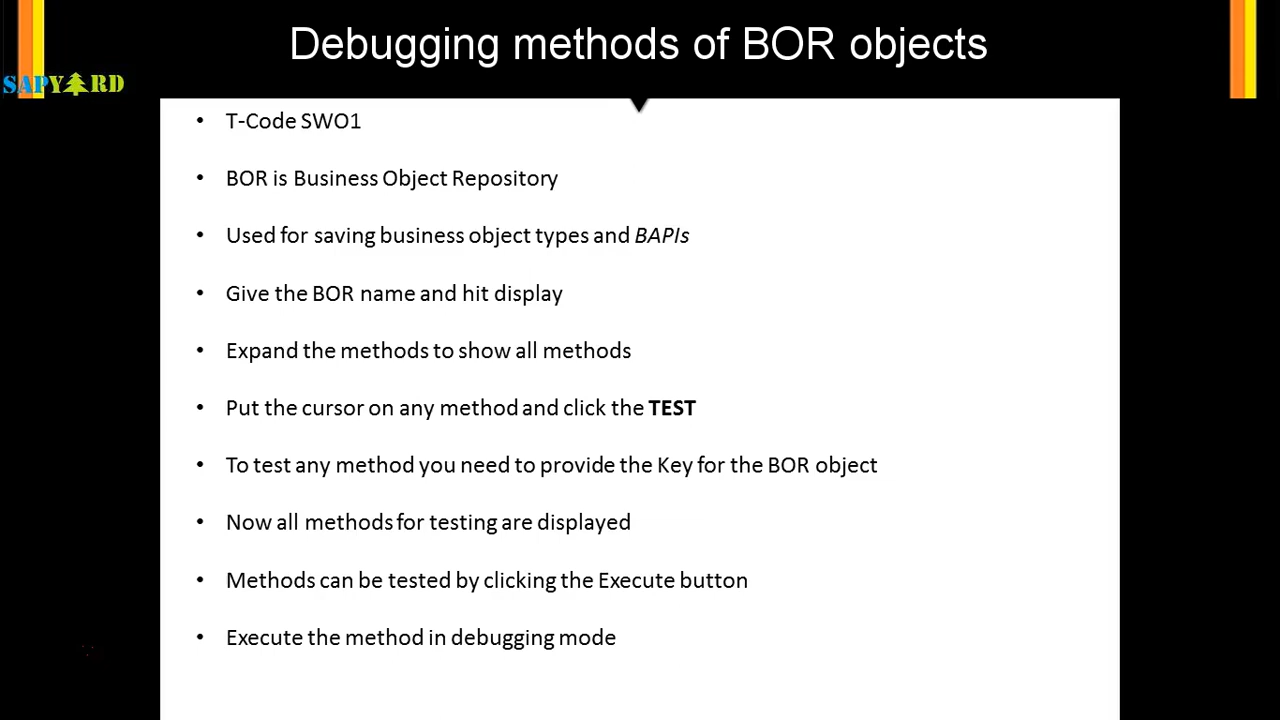 Debugging methods of BOR objects
SAPYARD
• T-Code SWO1
• BOR is Business Object Repository
• Used for saving business object types and BAPIs
• Give the BOR name and hit display
• Expand the methods to show all methods
• Put the cursor on any method and click the TEST
• To test any method you need to provide the Key for the BOR object
• Now all methods for testing are displayed
• Methods can be tested by clicking the Execute button
• Execute the method in debugging mode